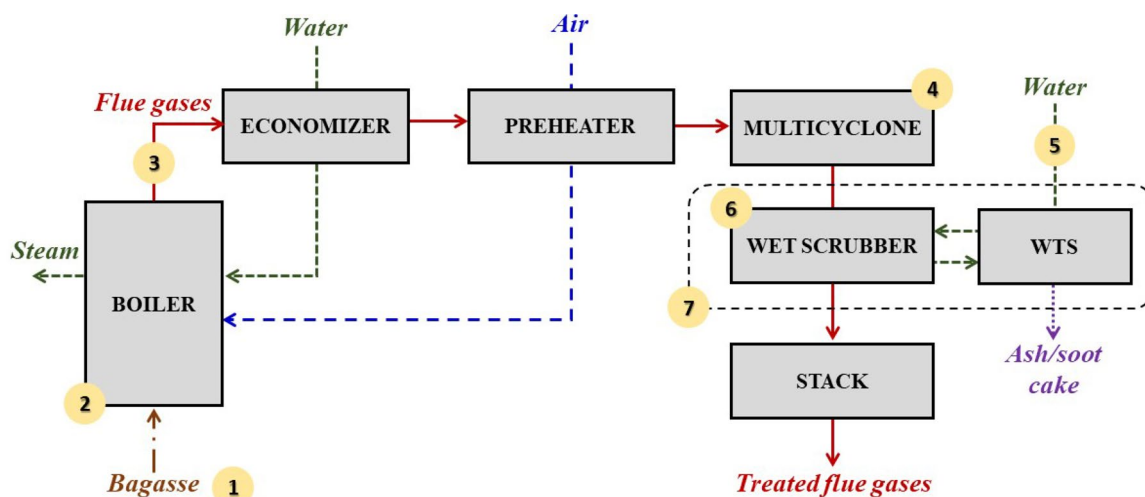 Water
Air
Flue gases
ECONOMIZER
PREHEATER
MULTICYCLONE
4
Water
3
5
6
Steam
BOILER
WET SCRUBBER
WTS
7
2
STACK
Ash/soot
cake
Bagasse
1
Treated flue gases